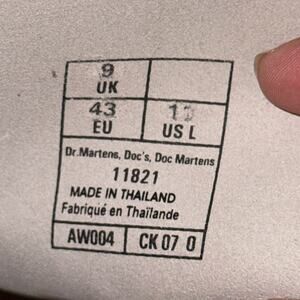 9
UK
43
EU
US L
Dr.Martens, Doc's, Doc Martens
11821
MADE IN THAILAND
Fabriqué en Thaïlande
AW004
CK 07 0